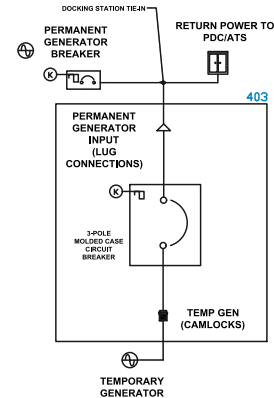 DOCKING STATION TIE-IN
PERMANENT
GENERATOR
BREAKER
RETURN POWER TO
PDC/ATS
K
403
PERMANENT
GENERATOR
INPUT
(LUG
CONNECTIONS)
K
3-POLE
MOLDED CASE
CIRCUIT
BREAKER
TEMP GEN
(CAMLOCKS)
TEMPORARY
GENERATOR